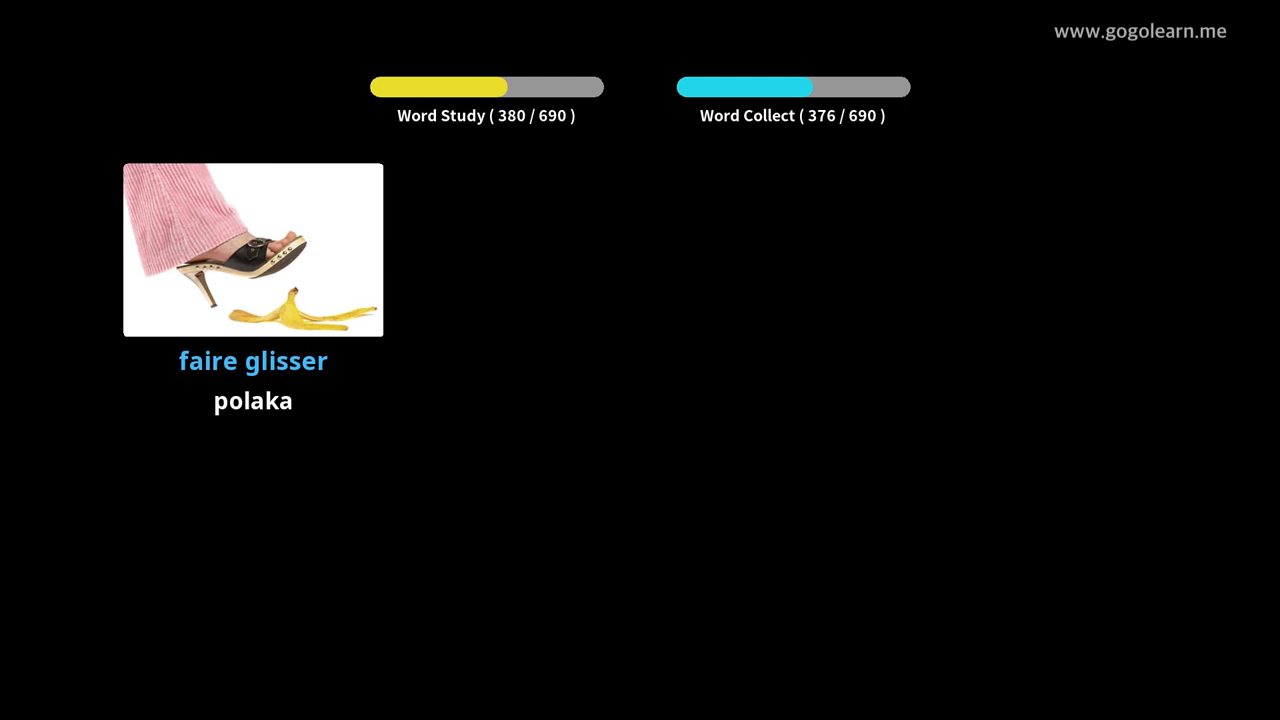 www.gogolearn.me
Word Study ( 380 / 690 )
Word Collect ( 376 / 690 )
faire glisser
polaka